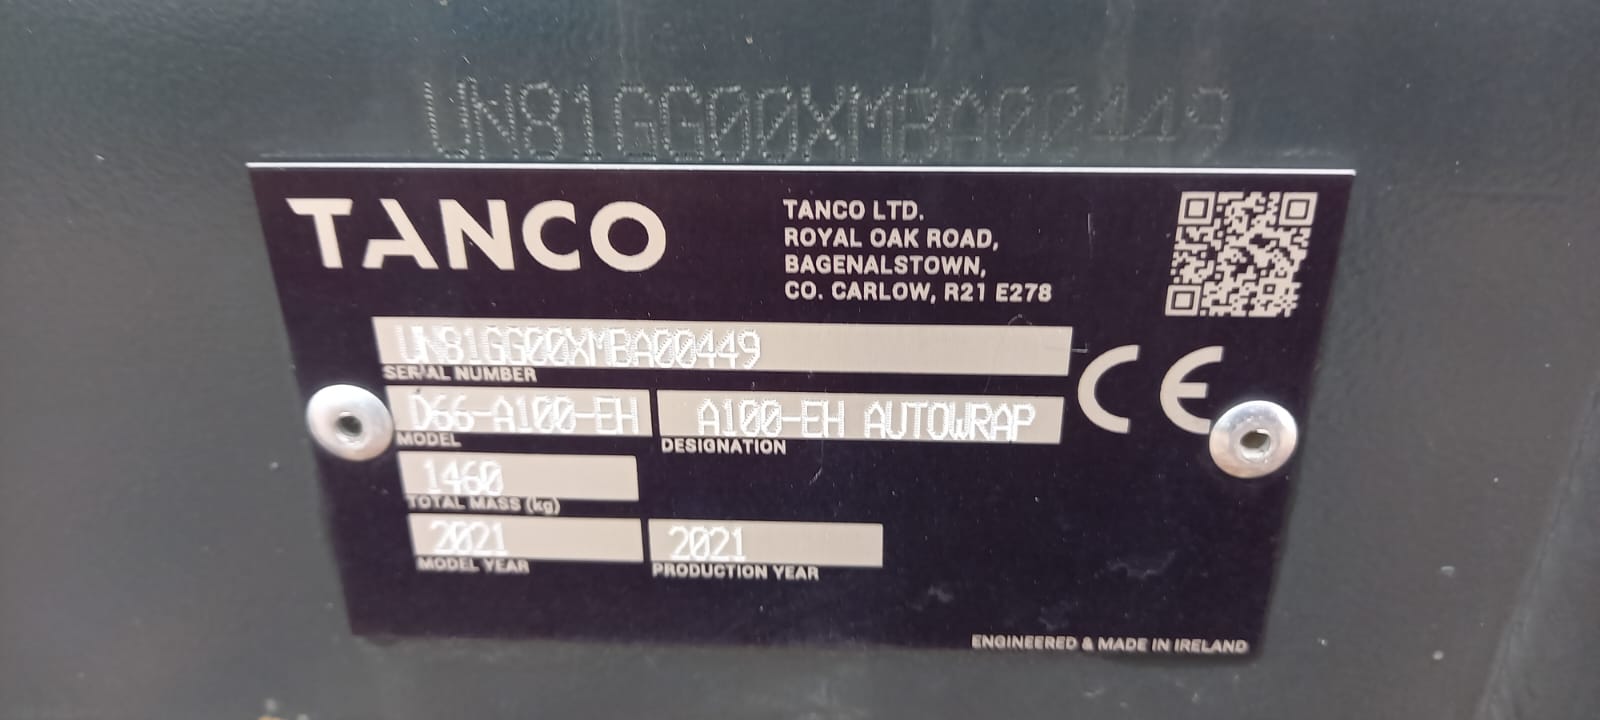 UN81GG00XMBA00449
TANCO
TANCO LTD.
ROYAL OAK ROAD,
BAGENALSTOWN,
CO. CARLOW, R21 E278
UN81GG00XMBA00449
SERIAL NUMBER
CE
D66-A100-EH
A100-EH AUTOWRAP
MODEL
DESIGNATION
1460
TOTAL MASS (kg)
2021
2021
MODEL YEAR
PRODUCTION YEAR
ENGINEERED & MADE IN IRELAND